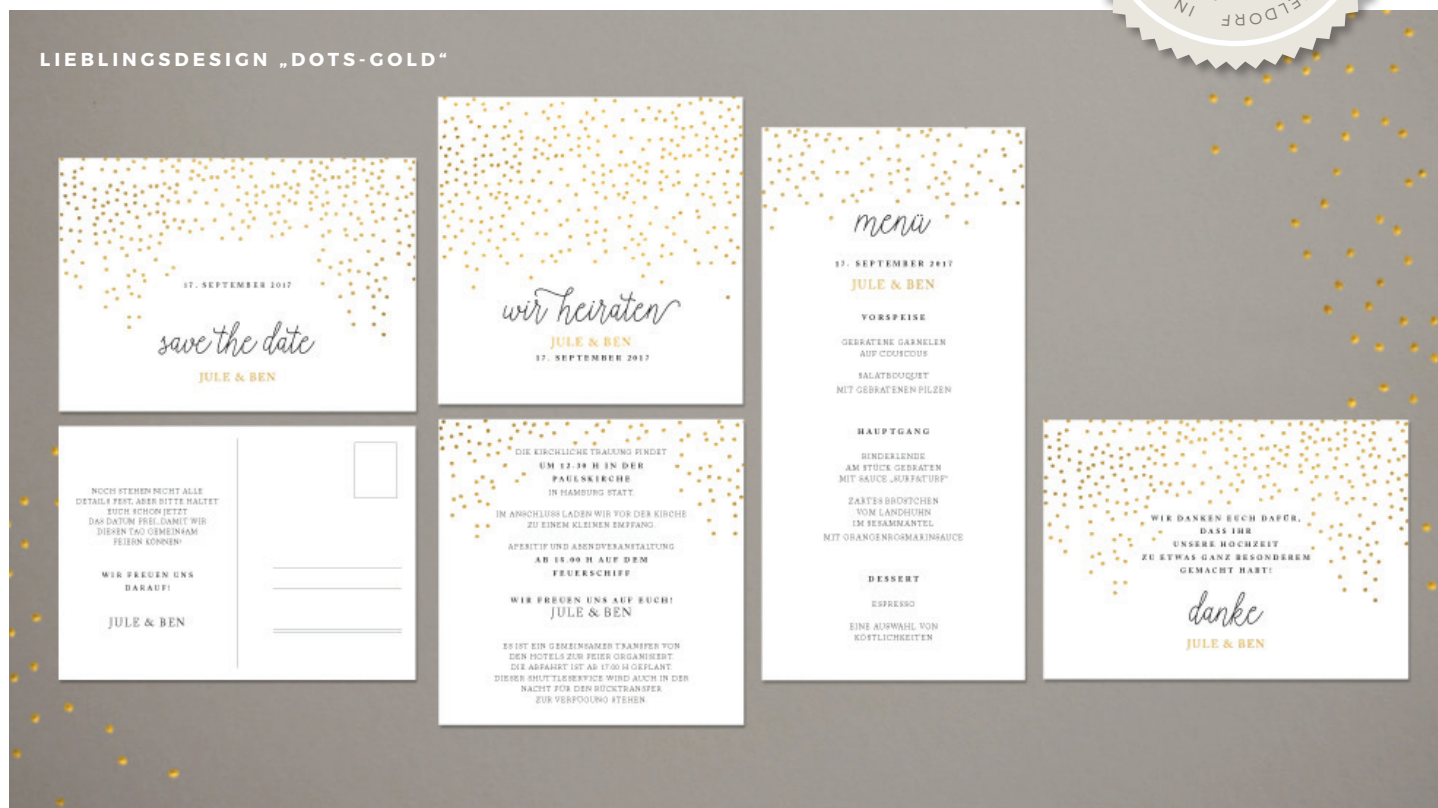 LIEBLINGSDESIGN „DOTS-GOLD“
IN
17. SEPTEMBER 2017
save the date
JULE & BEN
NOCH STEHEN NICHT ALLE
DETAILS FEST, ABER BITTE HALTET
EUCH SCHON JETZT
DAS DATUM FREI, DAMIT WIR
DIESEN TAG GEMEINSAM
FEIERN KÖNNEN!
WIR FREUEN UNS
DARAUF!
JULE & BEN
wir heiraten
JULE & BEN
17. SEPTEMBER 2017
DIE KIRCHLICHE TRAUUNG FINDET
UM 12.30 H IN DER
PAULSKIRCHE
IN HAMBURG STATT.
IM ANSCHLUSS LADEN WIR VOR DER KIRCHE
ZU EINEM KLEINEN EMPFANG.
APERITIF UND ABENDVERANSTALTUNG
AB 18.00 H AUF DEM
FEUERSCHIFF
WIR FREUEN UNS AUF EUCH!
JULE & BEN
ES IST EIN GEMEINSAMER TRANSFER VON
DEN HOTELS ZUR FEIER ORGANISIERT.
DIE ABFAHRT IST AB 17.00 H GEPLANT
DIESER SHUTTLESERVICE WIRD AUCH IN DER
NACHT FÜR DEN RÜCKTRANSFER
ZUR VERFÜGUNG STEHEN.
menü
17. SEPTEMBER 2017
JULE & BEN
VORSPEISE
GEBRATENE GARNELEN
AUF COUSCOUS
SALATBOUQUET
MIT GEBRATENEN PILZEN
HAUPTGANG
RINDERLENDE
AM STÜCK GEBRATEN
MIT SAUCE „SURF&TURF“
ZARTES BRÜSTCHEN
VOM LANDHUHN
IM SESAMMANTEL
MIT ORANGENROSMARINSAUCE
DESSERT
ESPRESSO
EINE AUSWAHL VON
KÖSTLICHKEITEN
WIR DANKEN EUCH DAFÜR,
DASS IHR
UNSERE HOCHZEIT
ZU ETWAS GANZ BESONDEREM
GEMACHT HABT!
danke
JULE & BEN